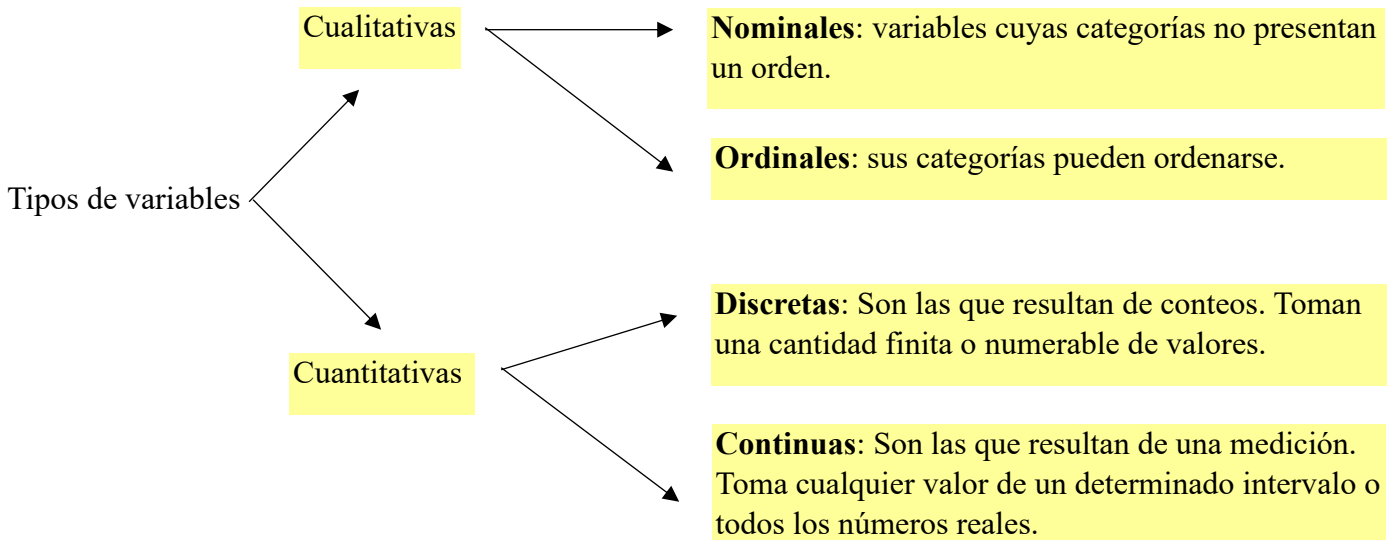 Cualitativas
Nominales: variables cuyas categorías no presentan
un orden.
Ordinales: sus categorías pueden ordenarse.
Tipos de variables
Discretas: Son las que resultan de conteos. Toman
una cantidad finita o numerable de valores.
Cuantitativas
Continuas: Son las que resultan de una medición.
Toma cualquier valor de un determinado intervalo o
todos los números reales.